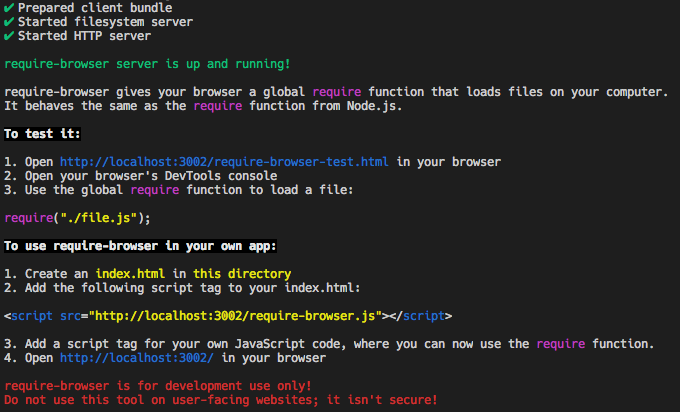 ✔ Prepared client bundle
✔ Started filesystem server
✔ Started HTTP server
require-browser server is up and running!
require-browser gives your browser a global require function that loads files on your computer.
It behaves the same as the require function from Node.js.
To test it:
1. Open http://localhost:3002/require-browser-test.html in your browser
2. Open your browser's DevTools console
3. Use the global require function to load a file:
require("./file.js");
To use require-browser in your own app:
1. Create an index.html in this directory
2. Add the following script tag to your index.html:
<script src="http://localhost:3002/require-browser.js"></script>
3. Add a script tag for your own JavaScript code, where you can now use the require function.
4. Open http://localhost:3002/ in your browser
require-browser is for development use only!
Do not use this tool on user-facing websites; it isn't secure!